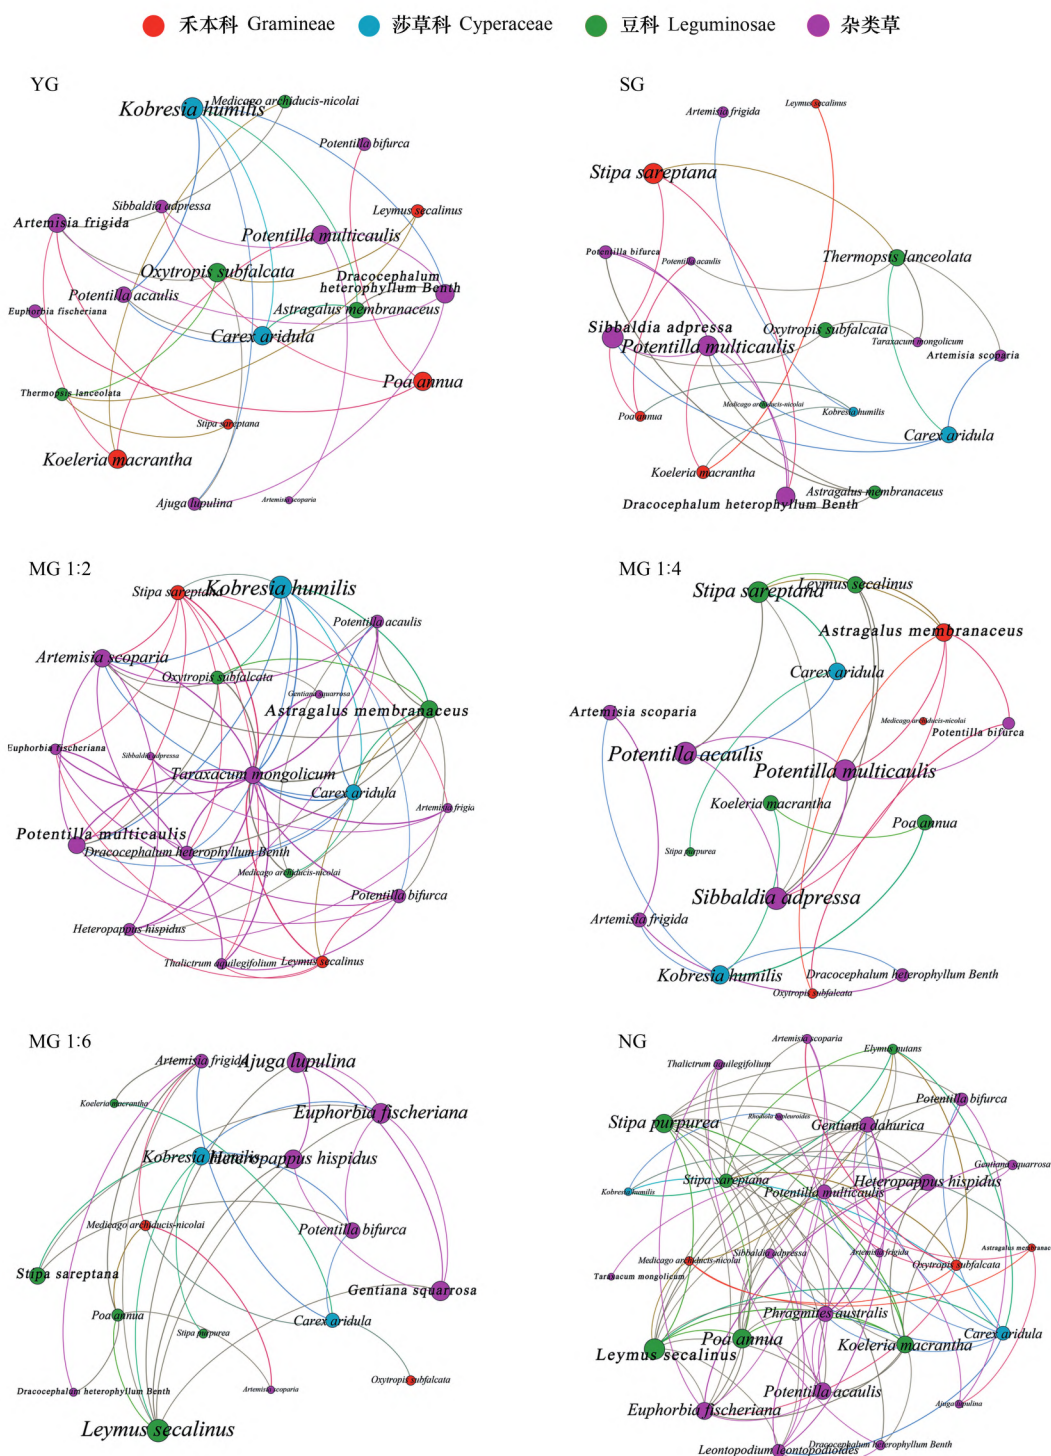 禾本科 Gramineae 莎草科 Cyperaceae 豆科 Leguminosae 杂类草
YG
Medicago archiducis-nicolai
Kobresia humilis
Potentilla bifurca
Sibbaldia adpressa
Leymus secalinus
Artemisia frigida
Potentilla multicaulis
Oxytropis subfalcata
Dracocephalum
heterophyllum Benth
Potentilla acaulis
Euphorbia fischeriana
Astragalus membranaceus
Carex aridula
Poa annua
Thermopsis lanceolata
Stipa sareptana
Koeleria macrantha
Ajuga lupulina
Artemisia scoparia
SG
Leymus secalinus
Artemisia frigida
Stipa sareptana
Potentilla bifurca
Potentilla acaulis
Thermopsis lanceolata
Sibbaldia adpressa
Oxytropis subfalcata
Potentilla multicaulis
Taraxacum mongolicum
Artemisia scoparia
Medicago archiducis-nicolai
Kobresia humilis
Poa annua
Carex aridula
Koeleria macrantha
Astragalus membranaceus
Dracocephalum heterophyllum Benth
MG 1:2
Kobresia humilis
Stipa sareptana
Potentilla acaulis
Artemisia scoparia
Oxytropis subfalcata
Gentiana squarrosa
Astragalus membranaceus
Euphorbia fischeriana
Sibbaldia adpressa
Taraxacum mongolicum
Carex aridula
Artemisia frigia
Potentilla multicaulis
Dracocephalum heterophyllum Benth
Medicago archiducis-nicolai
Potentilla bifurca
Heteropappus hispidus
Thalictrum aquilegifolium
Leymus secalinus
MG 1:4
Leymus secalinus
Stipa sareptana
Astragalus membranaceus
Carex aridula
Artemisia scoparia
Medicago archiducis-nicolai
Potentilla bifurca
Potentilla acaulis
Potentilla multicaulis
Koeleria macrantha
Poa annua
Stipa purpurea
Sibbaldia adpressa
Artemisia frigida
Kobresia humilis
Dracocephalum heterophyllum Benth
Oxytropis subfalcata
MG 1:6
Artemisia frigida
Ajuga lupulina
Koeleria macrantha
Euphorbia fischeriana
Kobresia humilis
Heteropappus hispidus
Medicago archiducis-nicolai
Potentilla bifurca
Stipa sareptana
Gentiana squarrosa
Poa annua
Carex aridula
Stipa purpurea
Oxytropis subfalcata
Dracocephalum heterophyllum Benth
Artemisia scoparia
Leymus secalinus
NG
Artemisia scoparia
Elymus nutans
Thalictrum aquilegifolium
Potentilla bifurca
Stipa purpurea
Rhodiola bupleuroides
Gentiana dahurica
Gentiana squarrosa
Stipa sareptana
Heteropappus hispidus
Kobresia humilis
Potentilla multicaulis
Astragalus membranac
Sibbaldia adpressa
Artemisia frigida
Medicago archiducis-nicolai
Oxytropis subfalcata
Taraxacum mongolicum
Phragmites australis
Carex aridula
Poa annua
Koeleria macrantha
Leymus secalinus
Potentilla acaulis
Ajuga lupulina
Euphorbia fischeriana
Dracocephalum heterophyllum Benth
Leontopodium leontopodioides